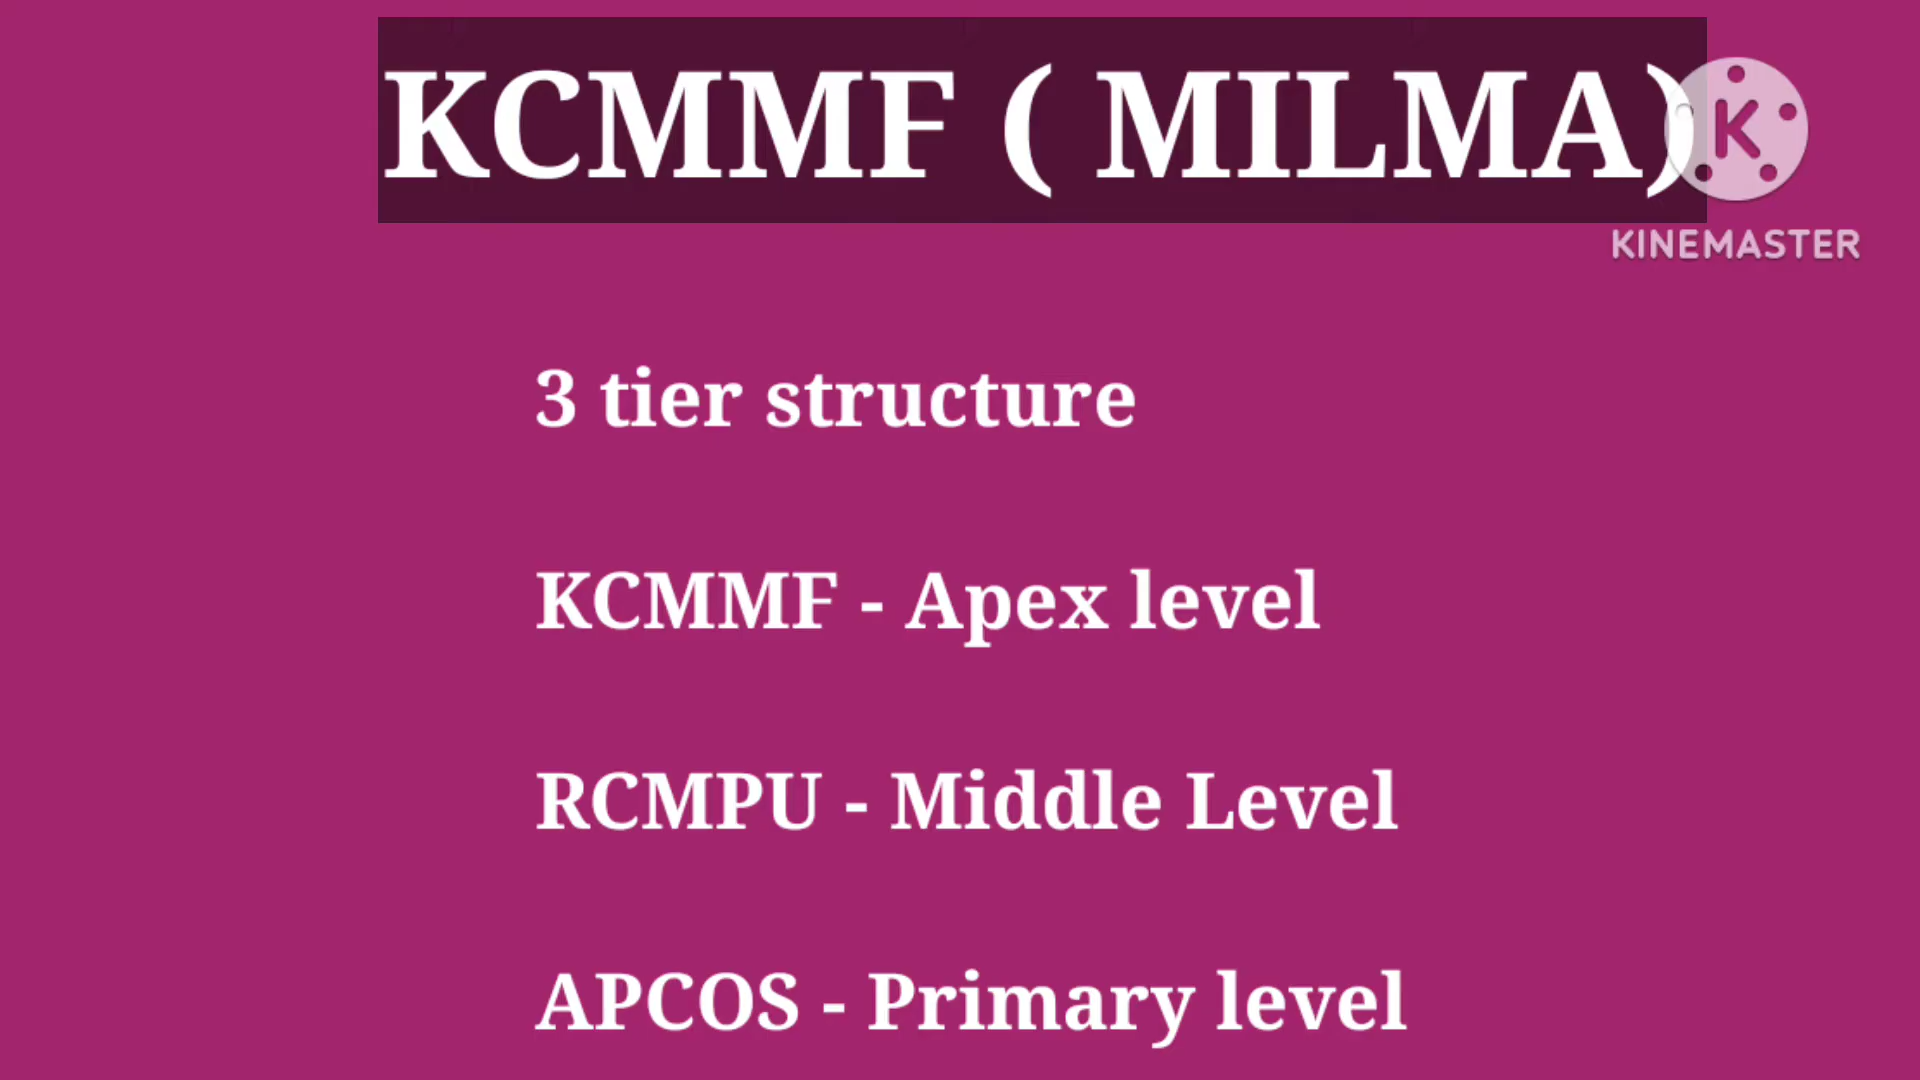 KCMMF ( MILMA)
K
KINEMASTER
3 tier structure
KCMMF - Apex level
RCMPU - Middle Level
APCOS - Primary level